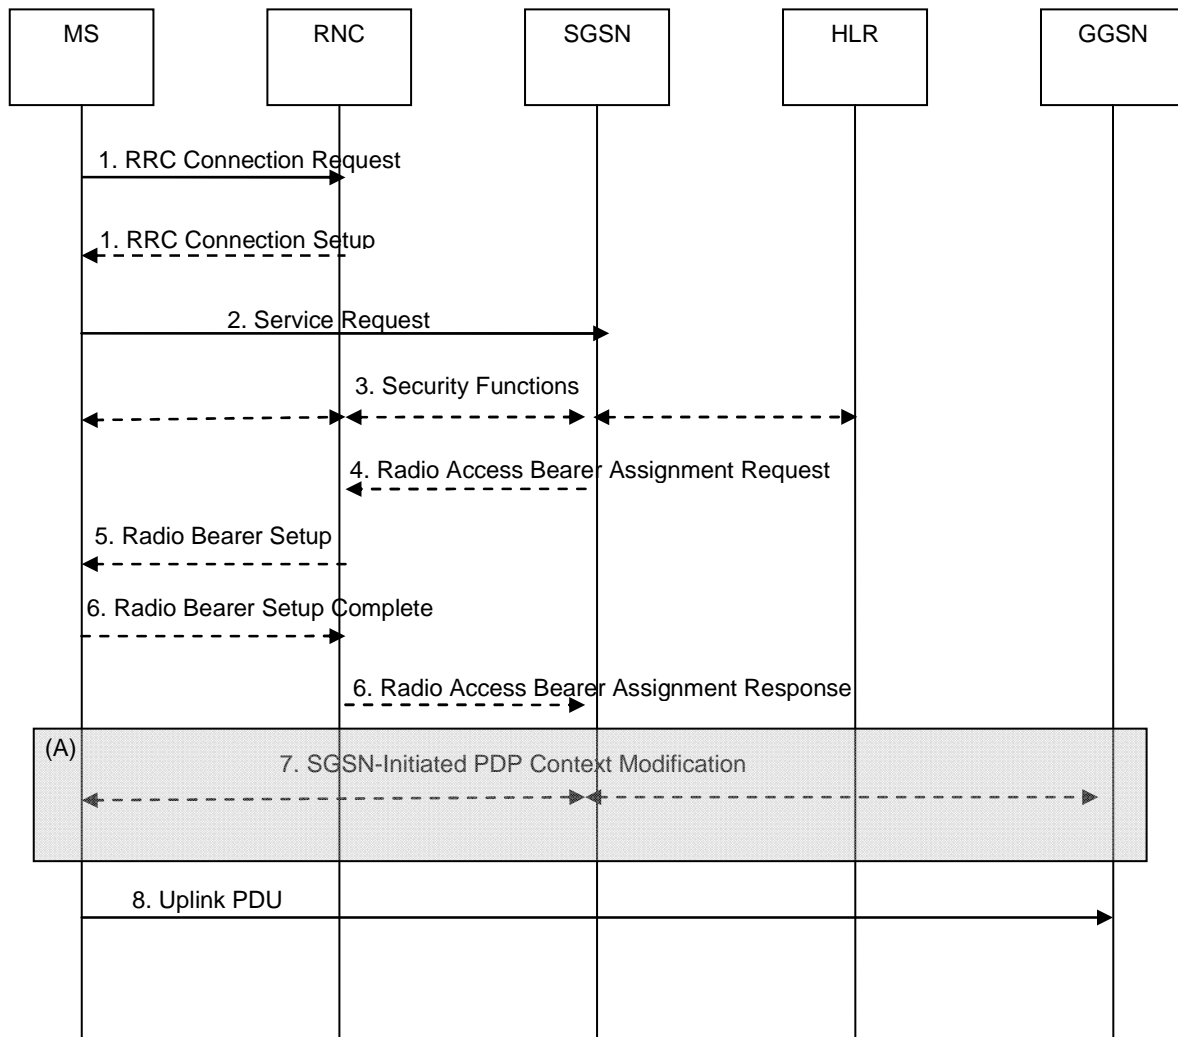 MS
RNC
SGSN
HLR
GGSN
1. RRC Connection Request
1. RRC Connection Setup
2. Service Request
3. Security Functions
4. Radio Access Bearer Assignment Request
5. Radio Bearer Setup
6. Radio Bearer Setup Complete
6. Radio Access Bearer Assignment Response
(A)
7. SGSN-Initiated PDP Context Modification
8. Uplink PDU